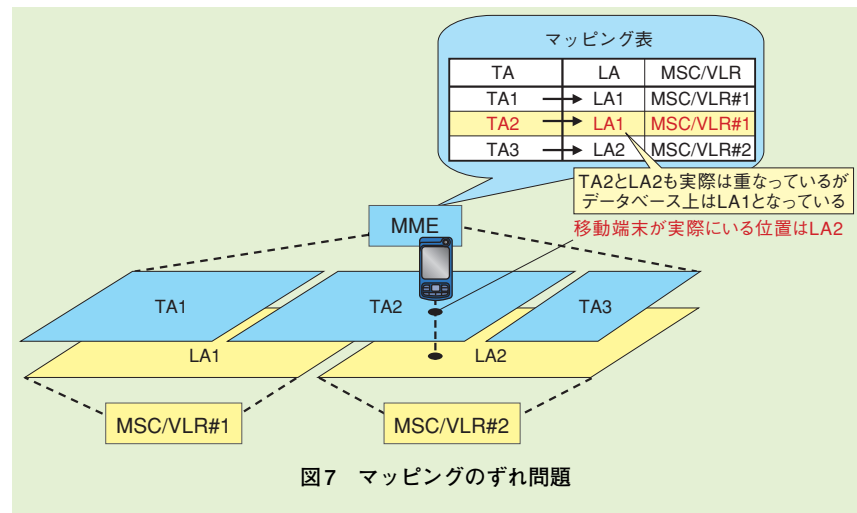 マッピング表
TA LA MSC/VLR
TA1 LA1 MSC/VLR#1
TA2 LA1 MSC/VLR#1
TA3 LA2 MSC/VLR#2
TA2とLA2も実際は重なっているが
データベース上はLA1となっている
移動端末が実際にいる位置はLA2
MME
TA1 TA2 TA3
LA1 LA2
MSC/VLR#1 MSC/VLR#2
図7 マッピングのずれ問題